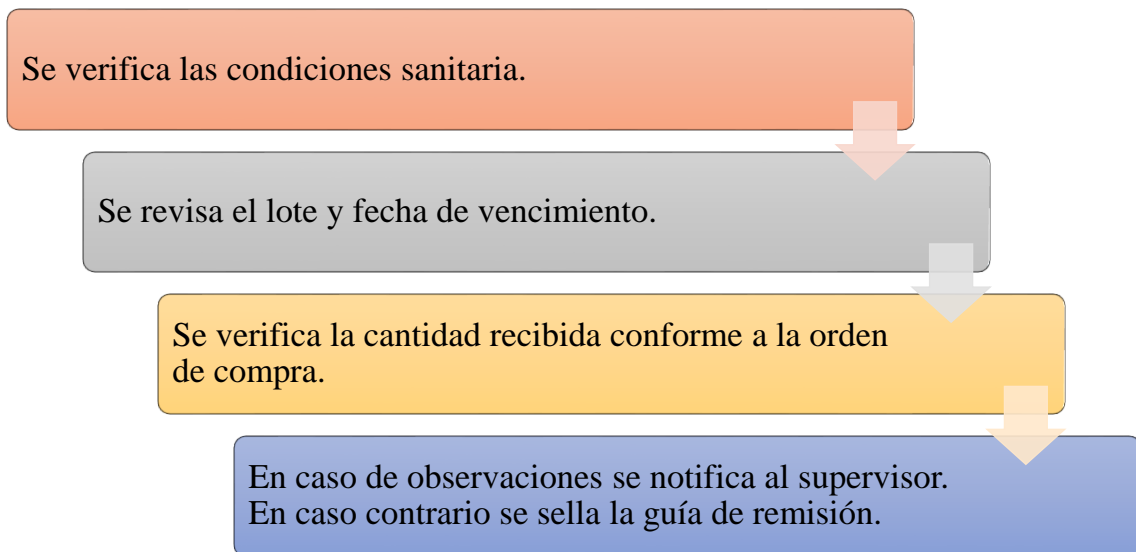 Se verifica las condiciones sanitaria.
Se revisa el lote y fecha de vencimiento.
Se verifica la cantidad recibida conforme a la orden
de compra.
En caso de observaciones se notifica al supervisor.
En caso contrario se sella la guía de remisión.